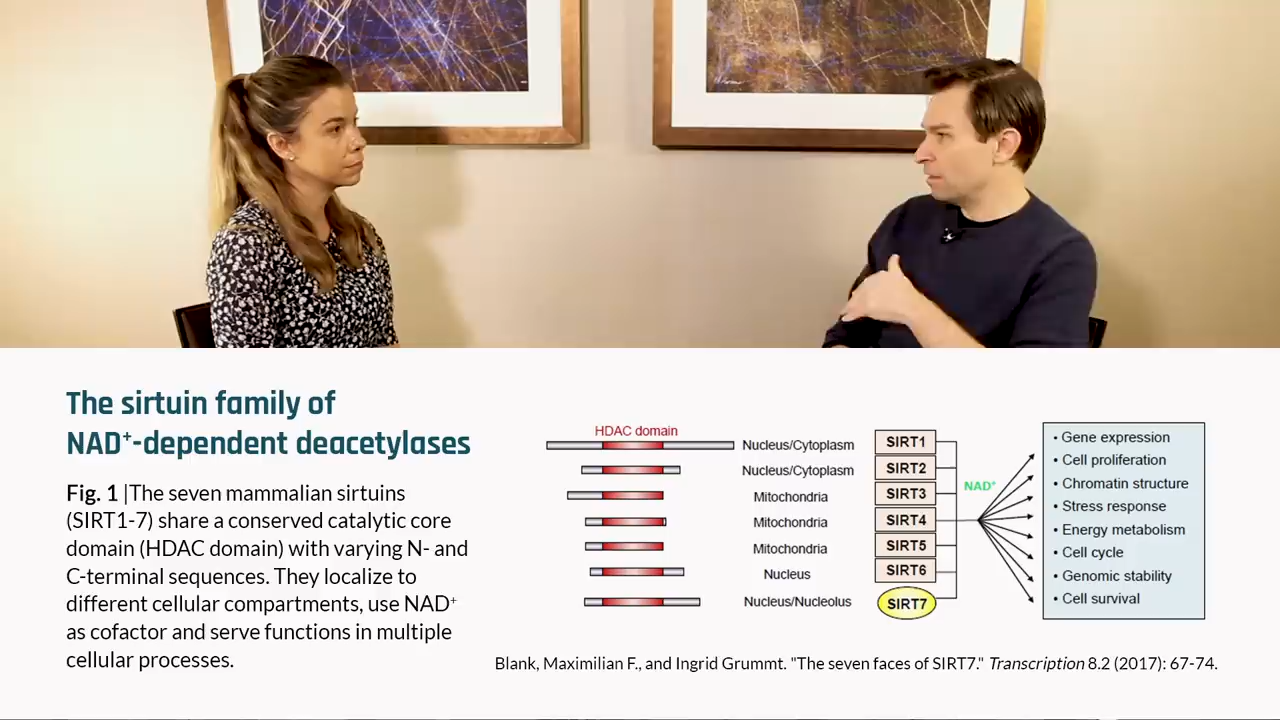 The sirtuin family of
NAD⁺-dependent deacetylases
Fig. 1 |The seven mammalian sirtuins
(SIRT1-7) share a conserved catalytic core
domain (HDAC domain) with varying N- and
C-terminal sequences. They localize to
different cellular compartments, use NAD⁺
as cofactor and serve functions in multiple
cellular processes.
HDAC domain
Nucleus/Cytoplasm
Nucleus/Cytoplasm
Mitochondria
Mitochondria
Mitochondria
Nucleus
Nucleus/Nucleolus
SIRT1
SIRT2
SIRT3
SIRT4
SIRT5
SIRT6
SIRT7
NAD⁺
• Gene expression
• Cell proliferation
• Chromatin structure
• Stress response
• Energy metabolism
• Cell cycle
• Genomic stability
• Cell survival
Blank, Maximilian F., and Ingrid Grummt. "The seven faces of SIRT7." Transcription 8.2 (2017): 67-74.